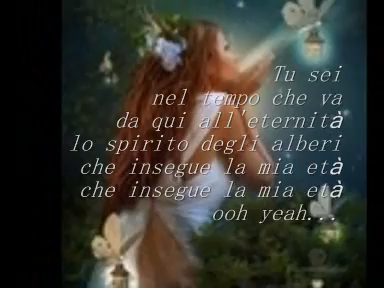 Tu sei
nel tempo che va
da qui all'eternità
lo spirito degli alberi
che insegue la mia età
che insegue la mia età
ooh yeah...